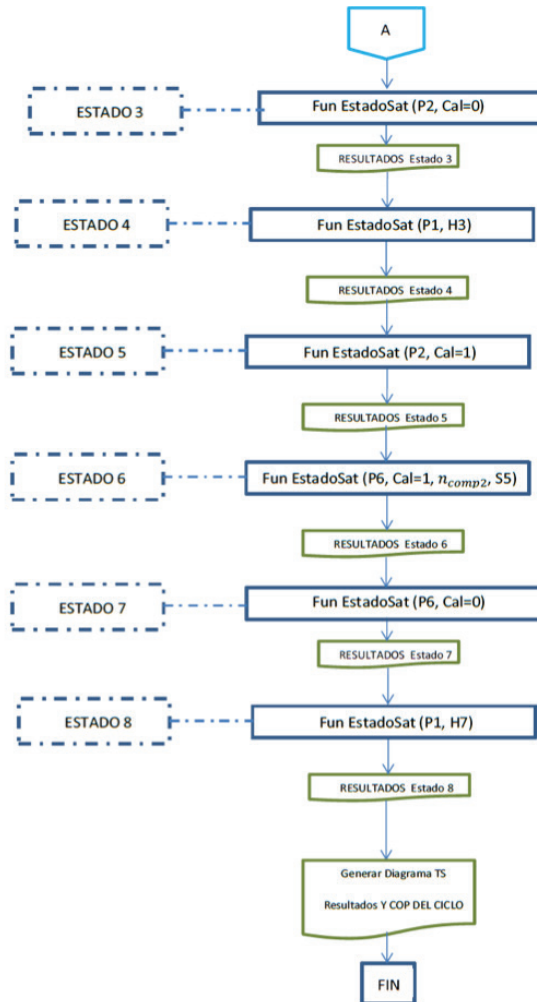 A
ESTADO 3
Fun EstadoSat (P2, Cal=0)
RESULTADOS Estado 3
ESTADO 4
Fun EstadoSat (P1, H3)
RESULTADOS Estado 4
ESTADO 5
Fun EstadoSat (P2, Cal=1)
RESULTADOS Estado 5
ESTADO 6
Fun EstadoSat (P6, Cal=1, n_comp2, S5)
RESULTADOS Estado 6
ESTADO 7
Fun EstadoSat (P6, Cal=0)
RESULTADOS Estado 7
ESTADO 8
Fun EstadoSat (P1, H7)
RESULTADOS Estado 8
Generar Diagrama TS
Resultados Y COP DEL CICLO
FIN